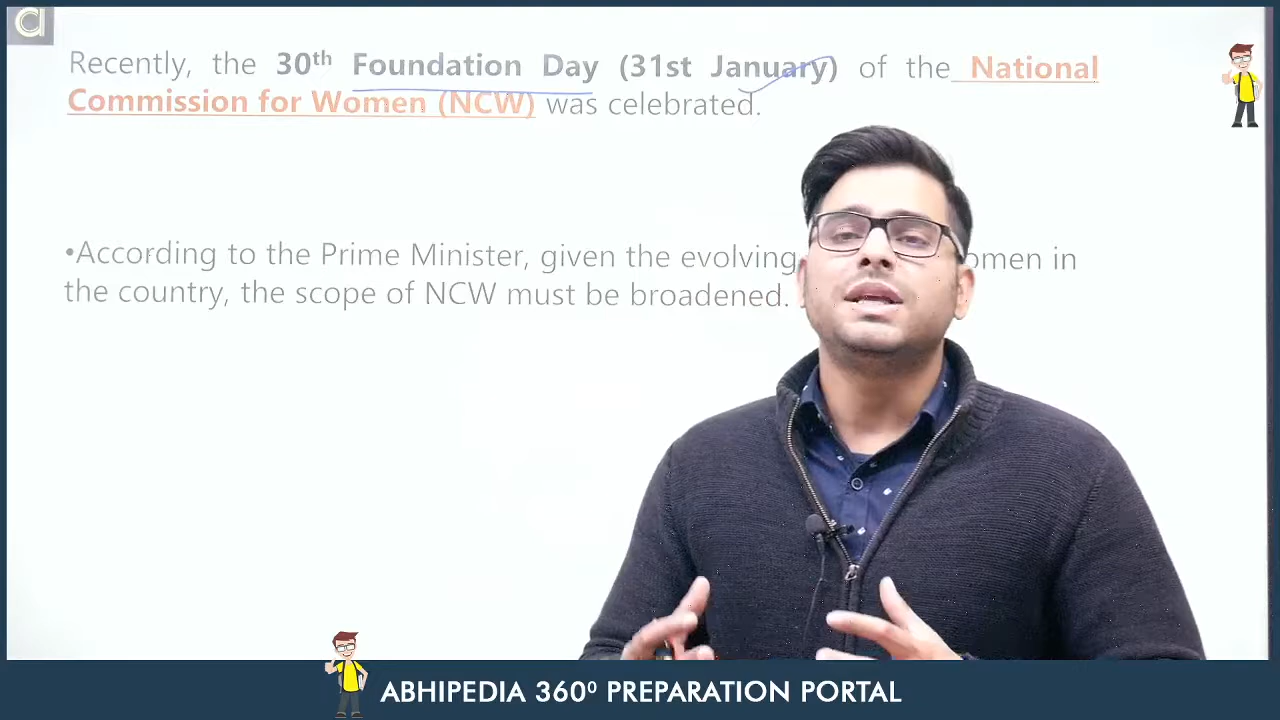 a
Recently, the 30th Foundation Day (31st January) of the National
Commission for Women (NCW) was celebrated.
•According to the Prime Minister, given the evolving omen in
the country, the scope of NCW must be broadened.
ABHIPEDIA 360⁰ PREPARATION PORTAL